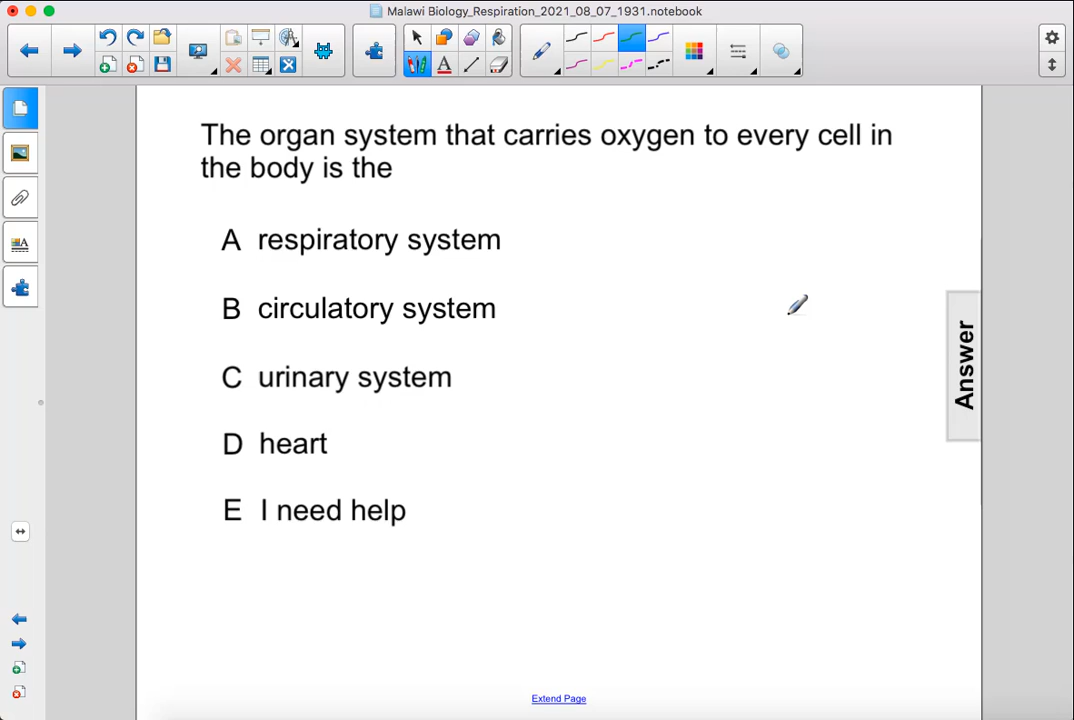 Malawi Biology_Respiration_2021_08_07_1931.notebook
The organ system that carries oxygen to every cell in
the body is the
A respiratory system
B circulatory system
C urinary system
D heart
E I need help
Answer
Extend Page